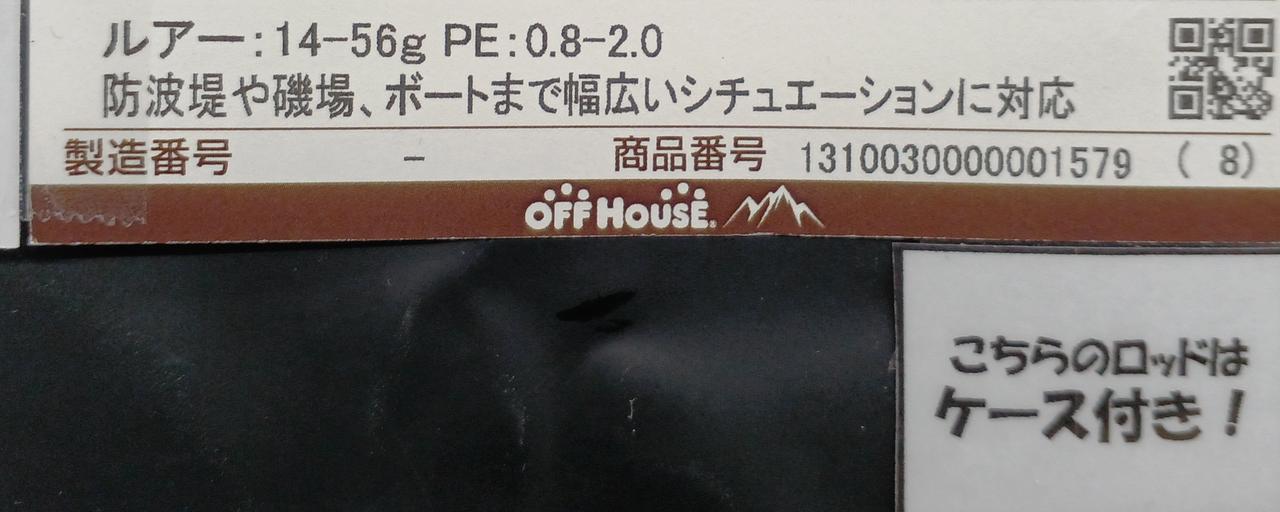 ルアー:14-56g PE:0.8-2.0
防波堤や磯場、ボートまで幅広いシチュエーションに対応
製造番号 - 商品番号 1310030000001579 ( 8)
OFF HOUSE
こちらのロッドは
ケース付き!